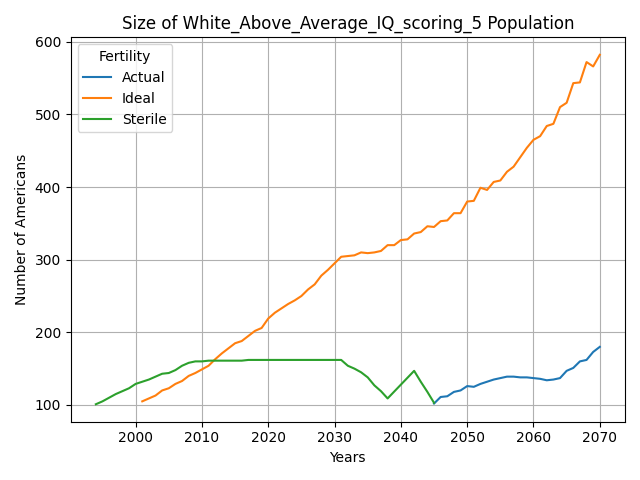 Size of White_Above_Average_IQ_scoring_5 Population
Fertility
Actual
Ideal
Sterile
Number of Americans
600
500
400
300
200
100
2000 2010 2020 2030 2040 2050 2060 2070
Years